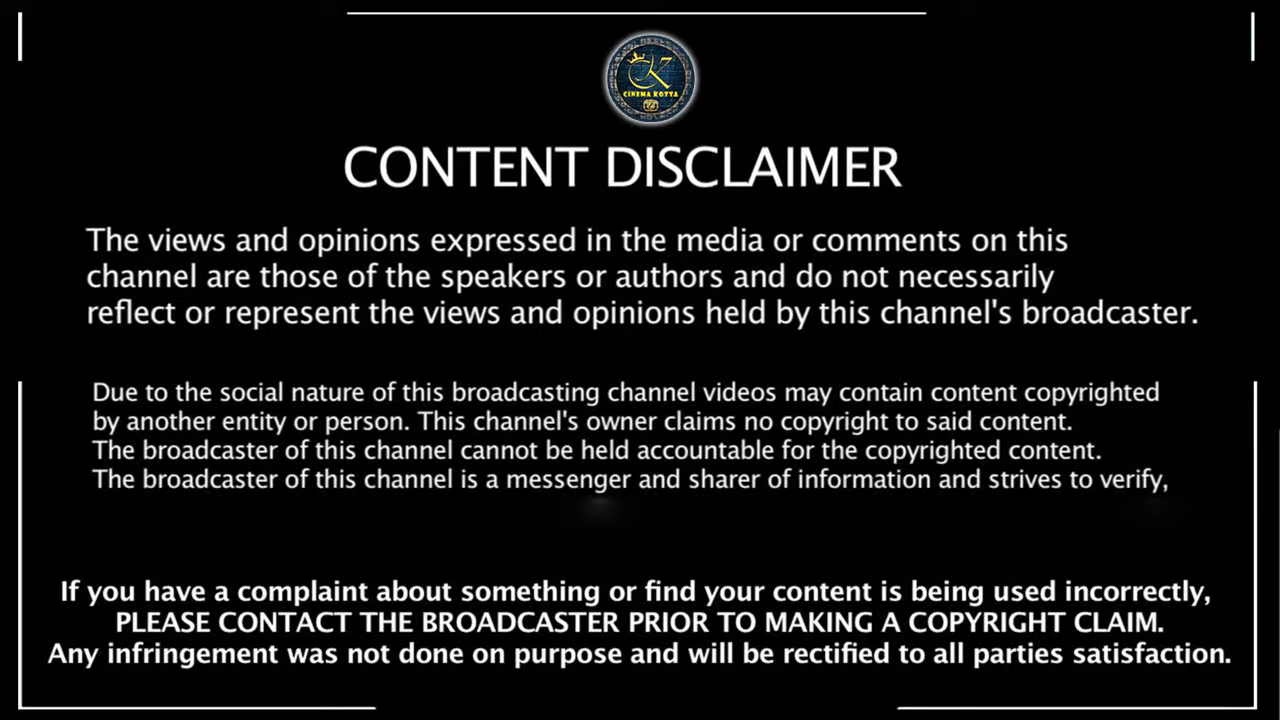 CK
CINEMA KOTTA
CONTENT DISCLAIMER
The views and opinions expressed in the media or comments on this
channel are those of the speakers or authors and do not necessarily
reflect or represent the views and opinions held by this channel's broadcaster.
Due to the social nature of this broadcasting channel videos may contain content copyrighted
by another entity or person. This channel's owner claims no copyright to said content.
The broadcaster of this channel cannot be held accountable for the copyrighted content.
The broadcaster of this channel is a messenger and sharer of information and strives to verify,
If you have a complaint about something or find your content is being used incorrectly,
PLEASE CONTACT THE BROADCASTER PRIOR TO MAKING A COPYRIGHT CLAIM.
Any infringement was not done on purpose and will be rectified to all parties satisfaction.